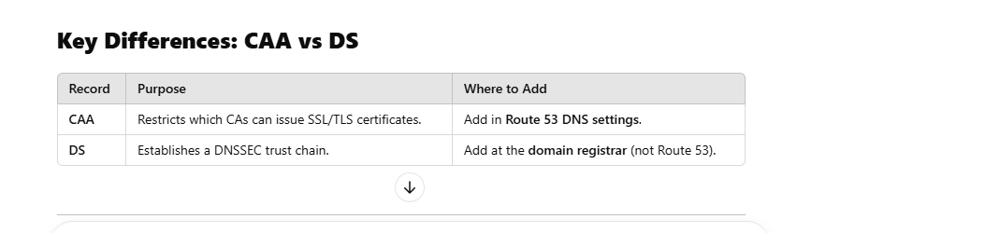 Key Differences: CAA vs DS
Record Purpose Where to Add
CAA Restricts which CAs can issue SSL/TLS certificates. Add in Route 53 DNS settings.
DS Establishes a DNSSEC trust chain. Add at the domain registrar (not Route 53).